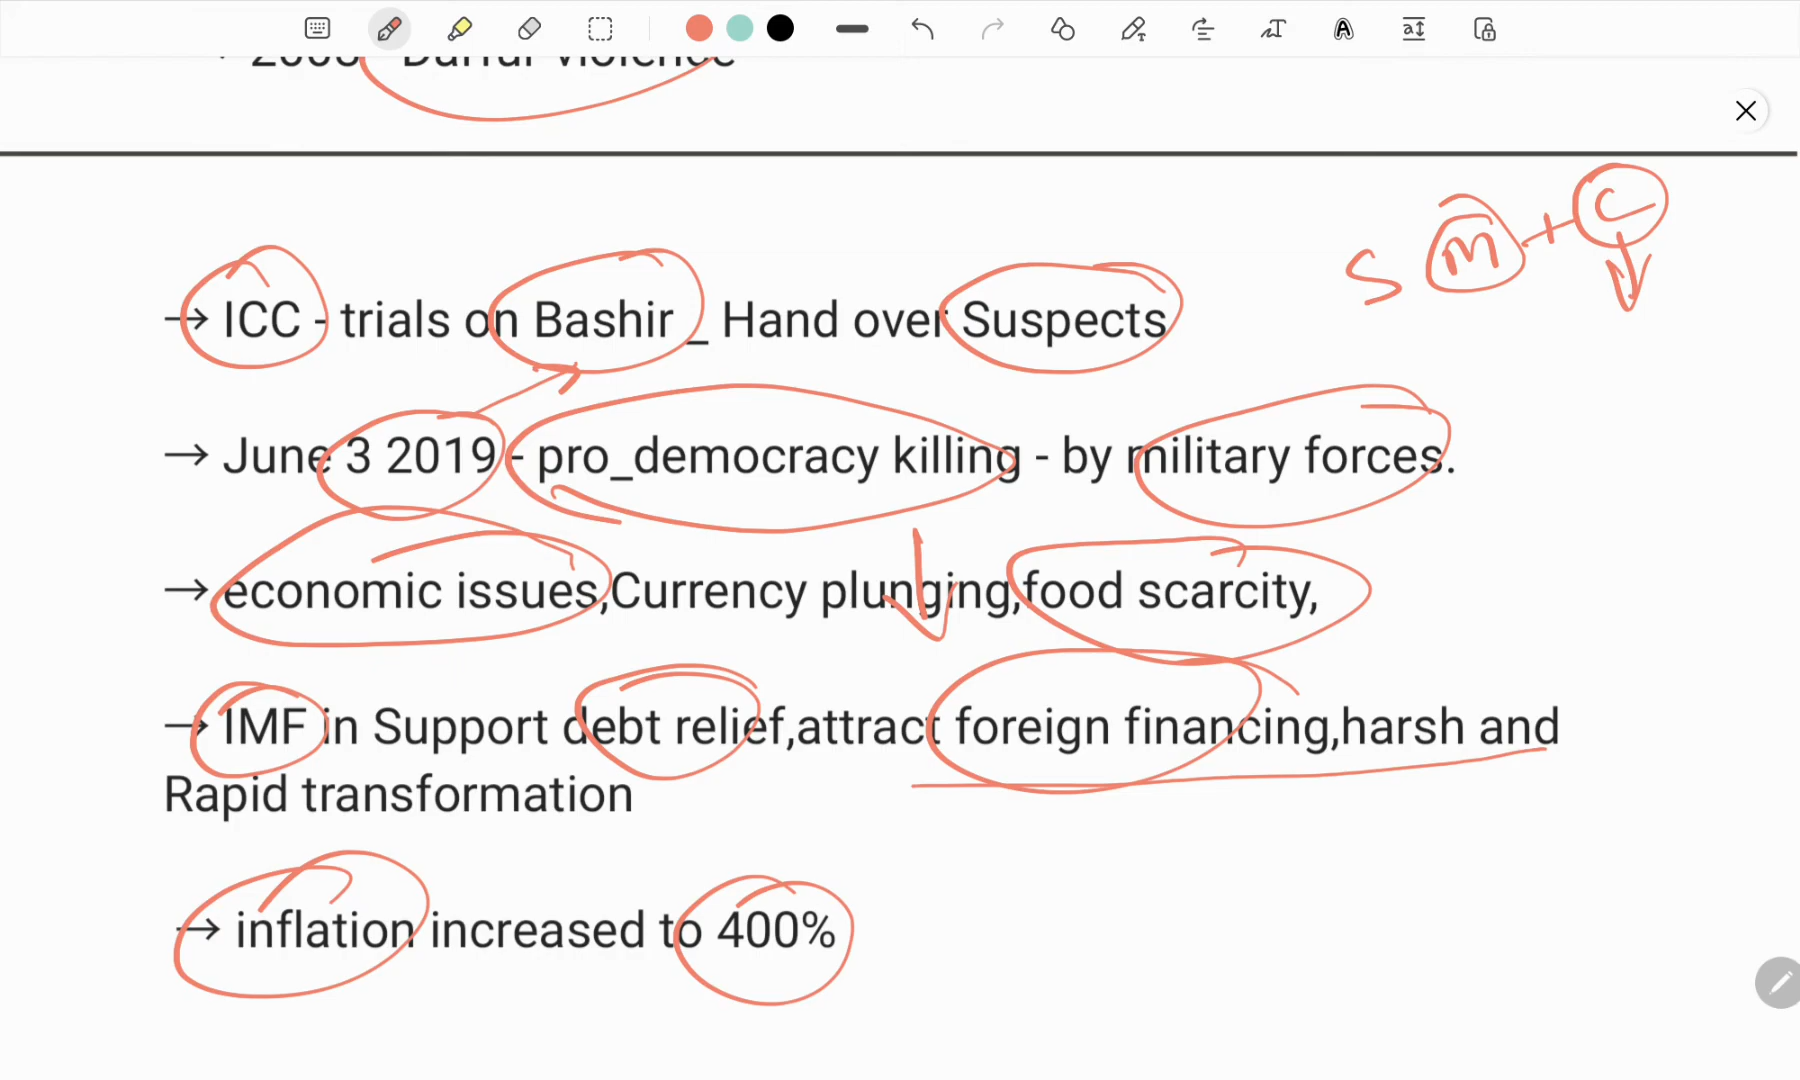 → ICC - trials on Bashir _ Hand over Suspects
S m + C
→ June 3 2019 - pro_democracy killing - by military forces.
→ economic issues,Currency plunging,food scarcity,
→ IMF in Support debt relief,attract foreign financing,harsh and
Rapid transformation
→ inflation increased to 400%